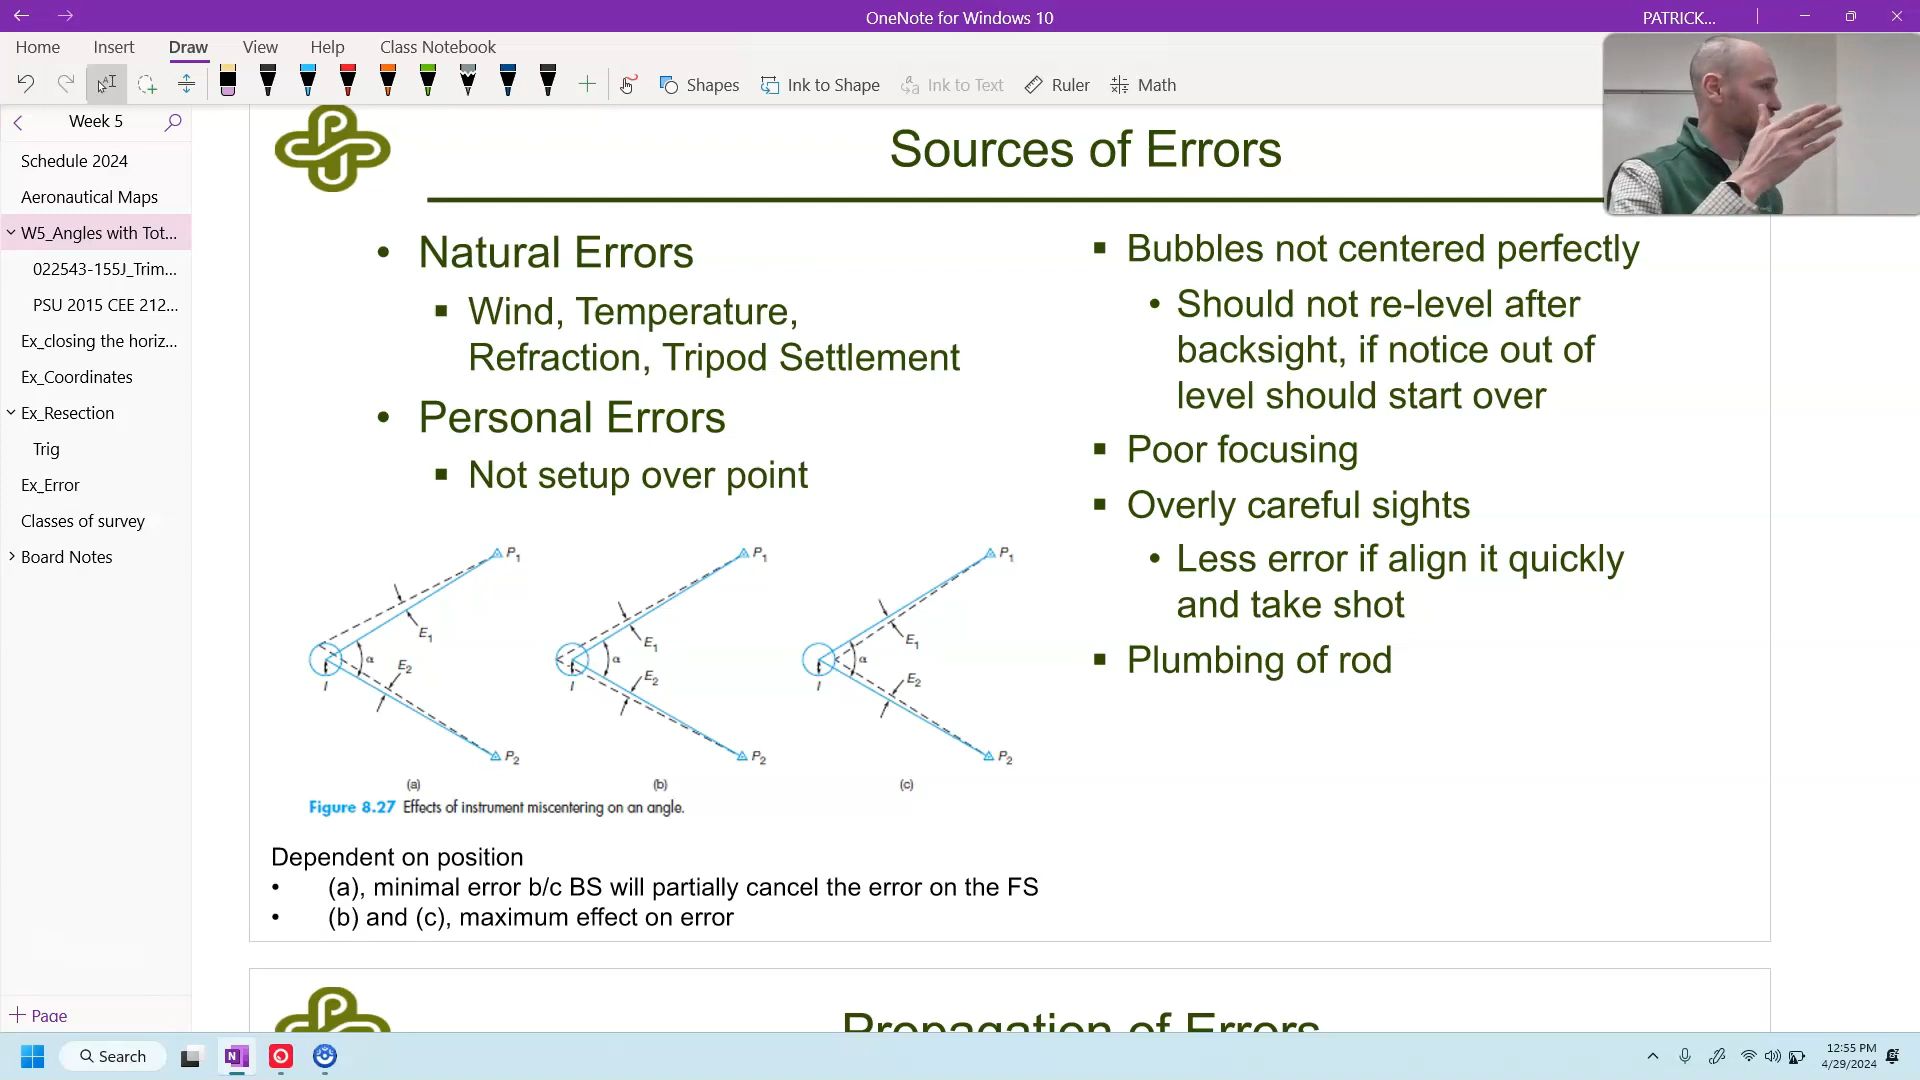 OneNote for Windows 10
PATRICK...
Home
Insert
Draw
View
Help
Class Notebook
Shapes
Ink to Shape
Ink to Text
Ruler
Math
Week 5
Schedule 2024
Aeronautical Maps
W5_Angles with Tot...
022543-155J_Trim...
PSU 2015 CEE 212...
Ex_closing the horiz...
Ex_Coordinates
Ex_Resection
Trig
Ex_Error
Classes of survey
Board Notes
+ Page
Sources of Errors
• Natural Errors
▪ Wind, Temperature,
Refraction, Tripod Settlement
• Personal Errors
▪ Not setup over point
▪ Bubbles not centered perfectly
• Should not re-level after
backsight, if notice out of
level should start over
▪ Poor focusing
▪ Overly careful sights
• Less error if align it quickly
and take shot
▪ Plumbing of rod
P1
E1
α
E2
I
P2
(a)
P1
E1
α
E2
I
P2
(b)
P1
E1
α
E2
I
P2
(c)
Figure 8.27 Effects of instrument miscentering on an angle.
Dependent on position
• (a), minimal error b/c BS will partially cancel the error on the FS
• (b) and (c), maximum effect on error
Propagation of Errors
Search
12:55 PM
4/29/2024